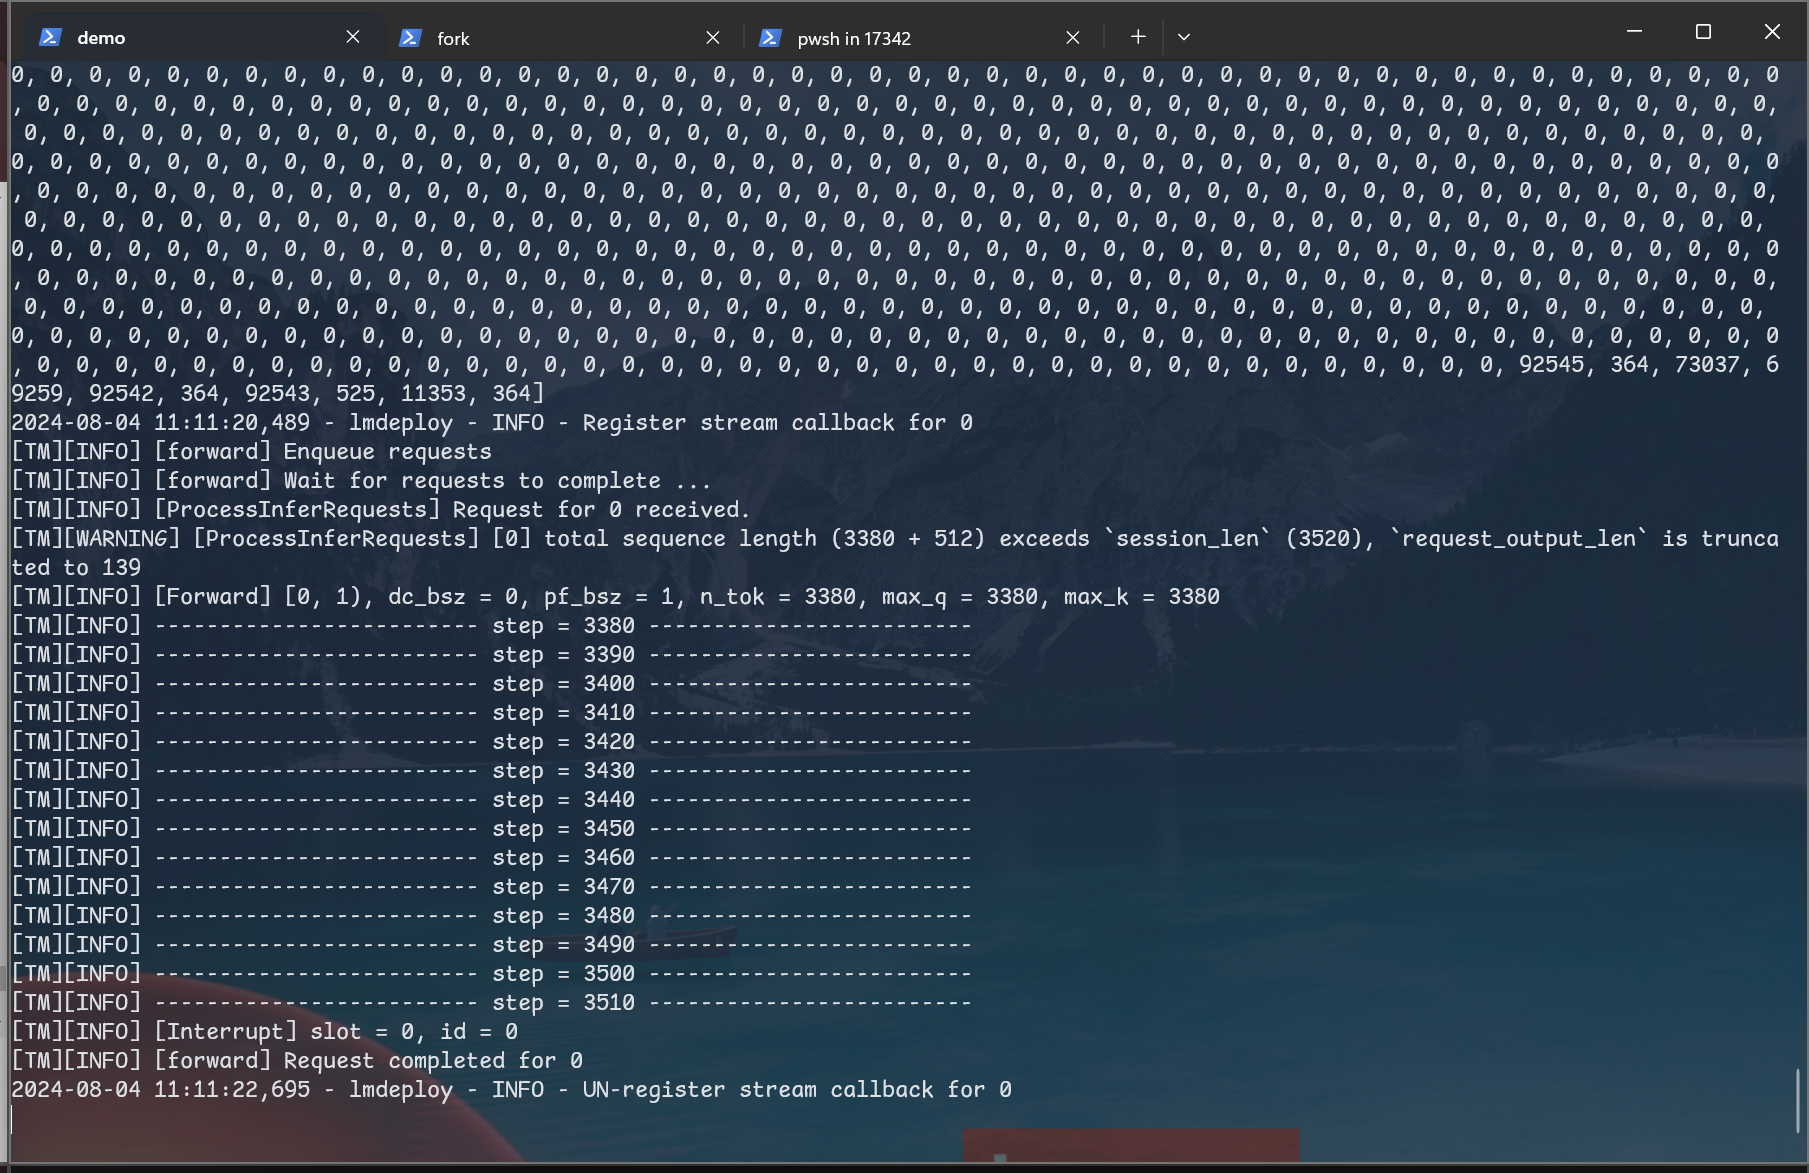 demo
fork
pwsh in 17342
0, 0, 0, 0, 0, 0, 0, 0, 0, 0, 0, 0, 0, 0, 0, 0, 0, 0, 0, 0, 0, 0, 0, 0, 0, 0, 0, 0, 0, 0, 0, 0, 0, 0, 0, 0, 0, 0, 0, 0, 0, 0, 0, 0, 0, 0
, 0, 0, 0, 0, 0, 0, 0, 0, 0, 0, 0, 0, 0, 0, 0, 0, 0, 0, 0, 0, 0, 0, 0, 0, 0, 0, 0, 0, 0, 0, 0, 0, 0, 0, 0, 0, 0, 0, 0, 0, 0, 0, 0, 0, 0,
0, 0, 0, 0, 0, 0, 0, 0, 0, 0, 0, 0, 0, 0, 0, 0, 0, 0, 0, 0, 0, 0, 0, 0, 0, 0, 0, 0, 0, 0, 0, 0, 0, 0, 0, 0, 0, 0, 0, 0, 0, 0, 0, 0, 0,
0, 0, 0, 0, 0, 0, 0, 0, 0, 0, 0, 0, 0, 0, 0, 0, 0, 0, 0, 0, 0, 0, 0, 0, 0, 0, 0, 0, 0, 0, 0, 0, 0, 0, 0, 0, 0, 0, 0, 0, 0, 0, 0, 0, 0, 0
, 0, 0, 0, 0, 0, 0, 0, 0, 0, 0, 0, 0, 0, 0, 0, 0, 0, 0, 0, 0, 0, 0, 0, 0, 0, 0, 0, 0, 0, 0, 0, 0, 0, 0, 0, 0, 0, 0, 0, 0, 0, 0, 0, 0, 0,
0, 0, 0, 0, 0, 0, 0, 0, 0, 0, 0, 0, 0, 0, 0, 0, 0, 0, 0, 0, 0, 0, 0, 0, 0, 0, 0, 0, 0, 0, 0, 0, 0, 0, 0, 0, 0, 0, 0, 0, 0, 0, 0, 0, 0,
0, 0, 0, 0, 0, 0, 0, 0, 0, 0, 0, 0, 0, 0, 0, 0, 0, 0, 0, 0, 0, 0, 0, 0, 0, 0, 0, 0, 0, 0, 0, 0, 0, 0, 0, 0, 0, 0, 0, 0, 0, 0, 0, 0, 0, 0
, 0, 0, 0, 0, 0, 0, 0, 0, 0, 0, 0, 0, 0, 0, 0, 0, 0, 0, 0, 0, 0, 0, 0, 0, 0, 0, 0, 0, 0, 0, 0, 0, 0, 0, 0, 0, 0, 0, 0, 0, 0, 0, 0, 0, 0,
0, 0, 0, 0, 0, 0, 0, 0, 0, 0, 0, 0, 0, 0, 0, 0, 0, 0, 0, 0, 0, 0, 0, 0, 0, 0, 0, 0, 0, 0, 0, 0, 0, 0, 0, 0, 0, 0, 0, 0, 0, 0, 0, 0, 0,
0, 0, 0, 0, 0, 0, 0, 0, 0, 0, 0, 0, 0, 0, 0, 0, 0, 0, 0, 0, 0, 0, 0, 0, 0, 0, 0, 0, 0, 0, 0, 0, 0, 0, 0, 0, 0, 0, 0, 0, 0, 0, 0, 0, 0, 0
, 0, 0, 0, 0, 0, 0, 0, 0, 0, 0, 0, 0, 0, 0, 0, 0, 0, 0, 0, 0, 0, 0, 0, 0, 0, 0, 0, 0, 0, 0, 0, 0, 0, 0, 0, 0, 0, 0, 92545, 364, 73037, 6
9259, 92542, 364, 92543, 525, 11353, 364]
2024-08-04 11:11:20,489 - lmdeploy - INFO - Register stream callback for 0
[TM][INFO] [forward] Enqueue requests
[TM][INFO] [forward] Wait for requests to complete ...
[TM][INFO] [ProcessInferRequests] Request for 0 received.
[TM][WARNING] [ProcessInferRequests] [0] total sequence length (3380 + 512) exceeds `session_len` (3520), `request_output_len` is trunca
ted to 139
[TM][INFO] [Forward] [0, 1), dc_bsz = 0, pf_bsz = 1, n_tok = 3380, max_q = 3380, max_k = 3380
[TM][INFO] ------------------------- step = 3380 -------------------------
[TM][INFO] ------------------------- step = 3390 -------------------------
[TM][INFO] ------------------------- step = 3400 -------------------------
[TM][INFO] ------------------------- step = 3410 -------------------------
[TM][INFO] ------------------------- step = 3420 -------------------------
[TM][INFO] ------------------------- step = 3430 -------------------------
[TM][INFO] ------------------------- step = 3440 -------------------------
[TM][INFO] ------------------------- step = 3450 -------------------------
[TM][INFO] ------------------------- step = 3460 -------------------------
[TM][INFO] ------------------------- step = 3470 -------------------------
[TM][INFO] ------------------------- step = 3480 -------------------------
[TM][INFO] ------------------------- step = 3490 -------------------------
[TM][INFO] ------------------------- step = 3500 -------------------------
[TM][INFO] ------------------------- step = 3510 -------------------------
[TM][INFO] [Interrupt] slot = 0, id = 0
[TM][INFO] [forward] Request completed for 0
2024-08-04 11:11:22,695 - lmdeploy - INFO - UN-register stream callback for 0